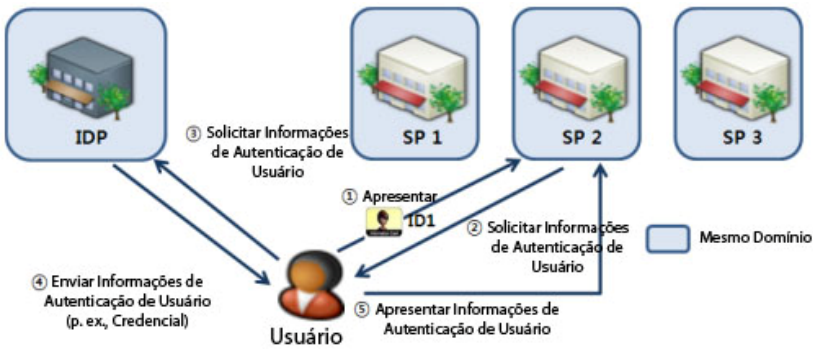 IDP
SP 1
SP 2
SP 3
③ Solicitar Informações
de Autenticação de
Usuário
① Apresentar
ID1
② Solicitar Informações
de Autenticação de
Usuário
Mesmo Domínio
④ Enviar Informações de
Autenticação de Usuário
(p. ex., Credencial)
⑤ Apresentar Informações de
Autenticação de Usuário
Usuário